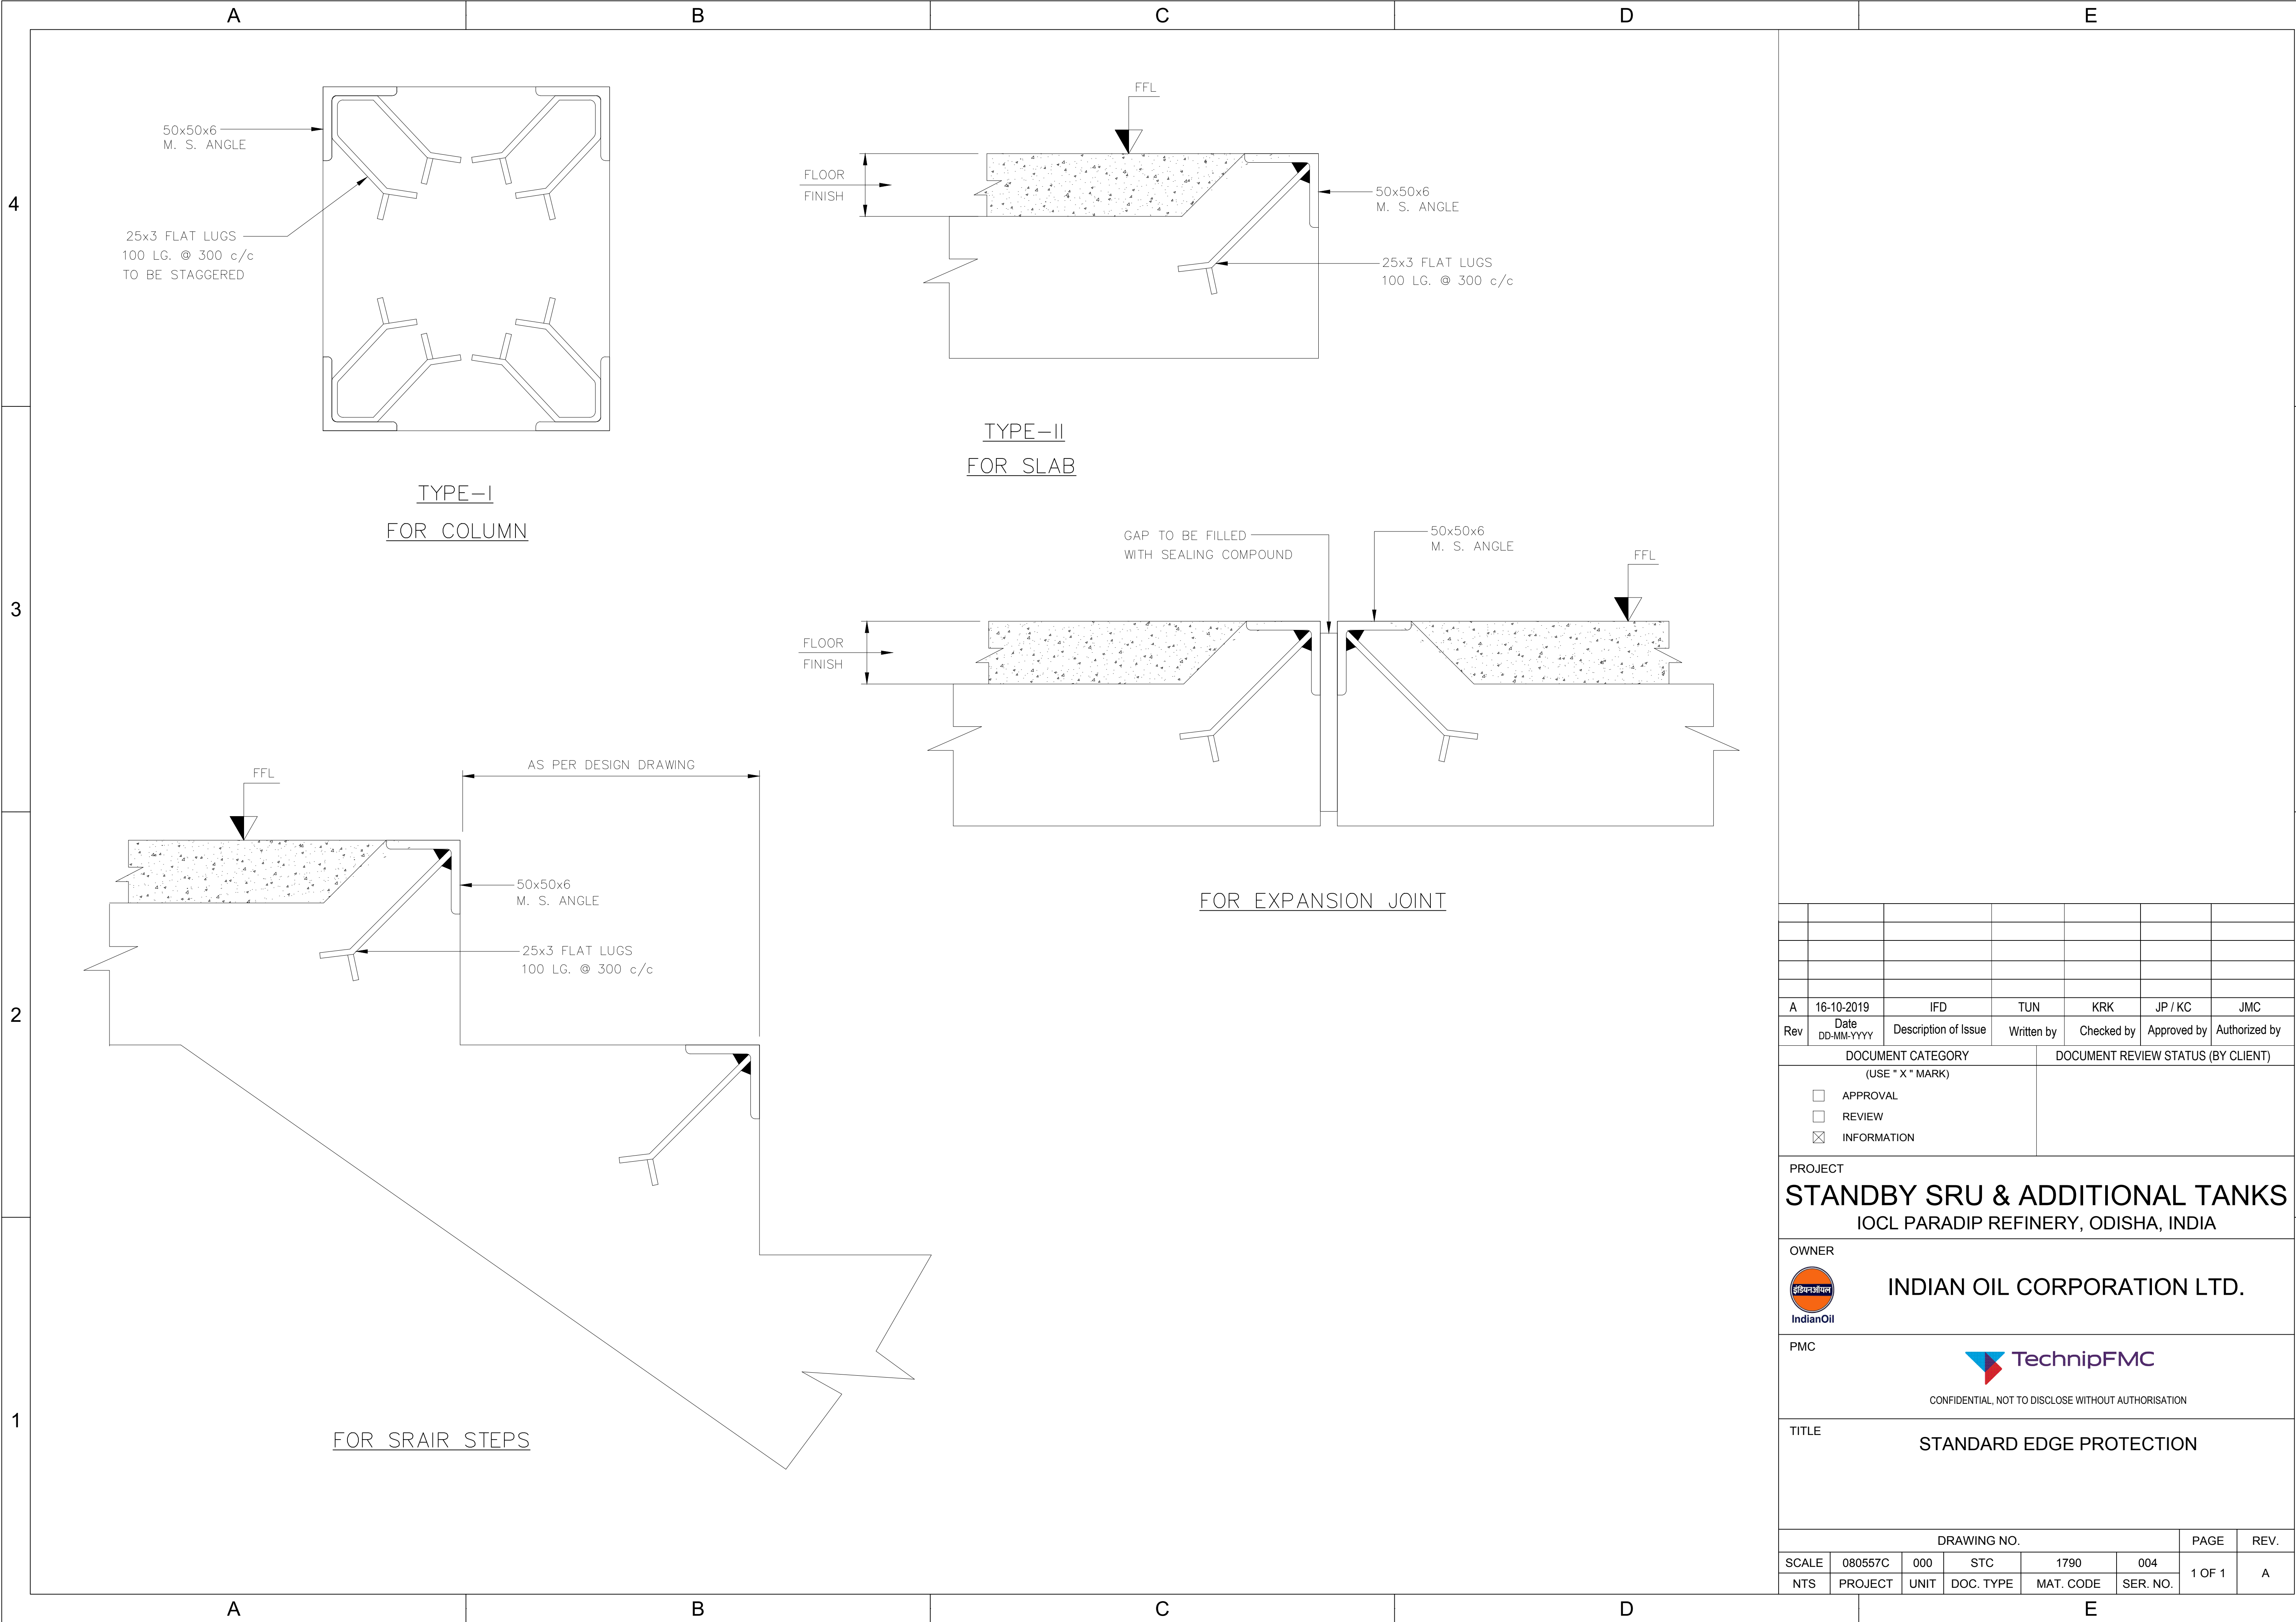 A B C D E
4
3
2
1
50x50x6
M. S. ANGLE
25x3 FLAT LUGS
100 LG. @ 300 c/c
TO BE STAGGERED
TYPE-I
FOR COLUMN
FFL
FLOOR
FINISH
50x50x6
M. S. ANGLE
25x3 FLAT LUGS
100 LG. @ 300 c/c
TYPE-II
FOR SLAB
GAP TO BE FILLED
WITH SEALING COMPOUND
50x50x6
M. S. ANGLE
FFL
FLOOR
FINISH
FOR EXPANSION JOINT
FFL
AS PER DESIGN DRAWING
50x50x6
M. S. ANGLE
25x3 FLAT LUGS
100 LG. @ 300 c/c
FOR SRAIR STEPS
A 16-10-2019 IFD TUN KRK JP / KC JMC
Rev Date DD-MM-YYYY Description of Issue Written by Checked by Approved by Authorized by
DOCUMENT CATEGORY DOCUMENT REVIEW STATUS (BY CLIENT)
(USE " X " MARK)
APPROVAL
REVIEW
INFORMATION
PROJECT
STANDBY SRU & ADDITIONAL TANKS
IOCL PARADIP REFINERY, ODISHA, INDIA
OWNER
इंडियनऑयल
IndianOil
INDIAN OIL CORPORATION LTD.
PMC
TechnipFMC
CONFIDENTIAL, NOT TO DISCLOSE WITHOUT AUTHORISATION
TITLE
STANDARD EDGE PROTECTION
DRAWING NO. PAGE REV.
SCALE 080557C 000 STC 1790 004 1 OF 1 A
NTS PROJECT UNIT DOC. TYPE MAT. CODE SER. NO.
A B C D E